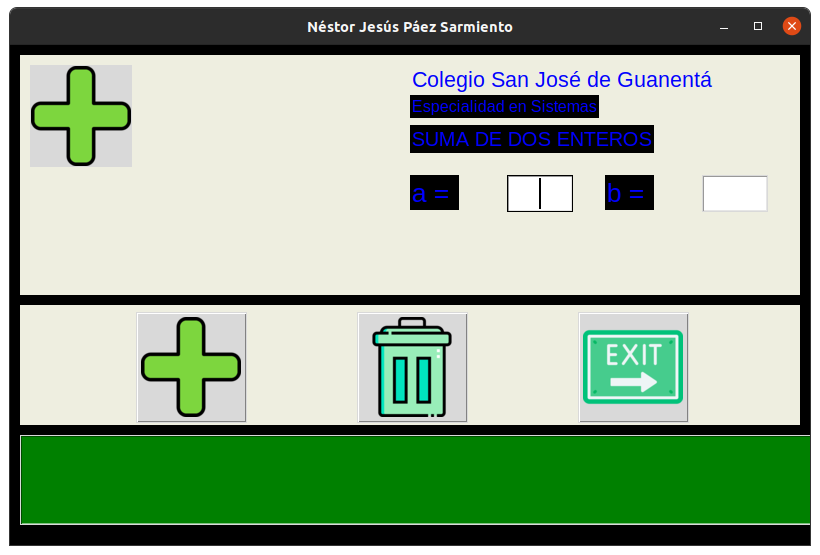 Néstor Jesús Páez Sarmiento
Colegio San José de Guanentá
Especialidad en Sistemas
SUMA DE DOS ENTEROS
a = b =
EXIT